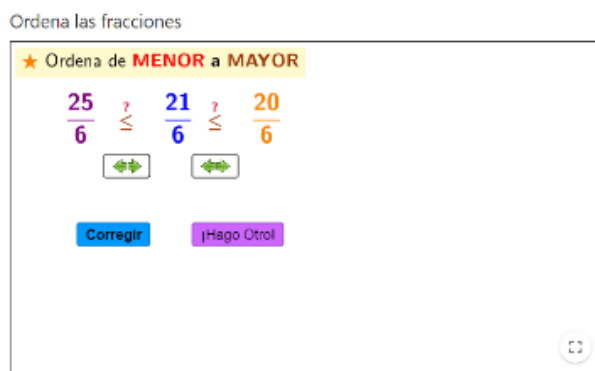 Ordena las fracciones
★ Ordena de MENOR a MAYOR
25/6 ≤? 21/6 ≤? 20/6
Corregir ¡Hago Otro!